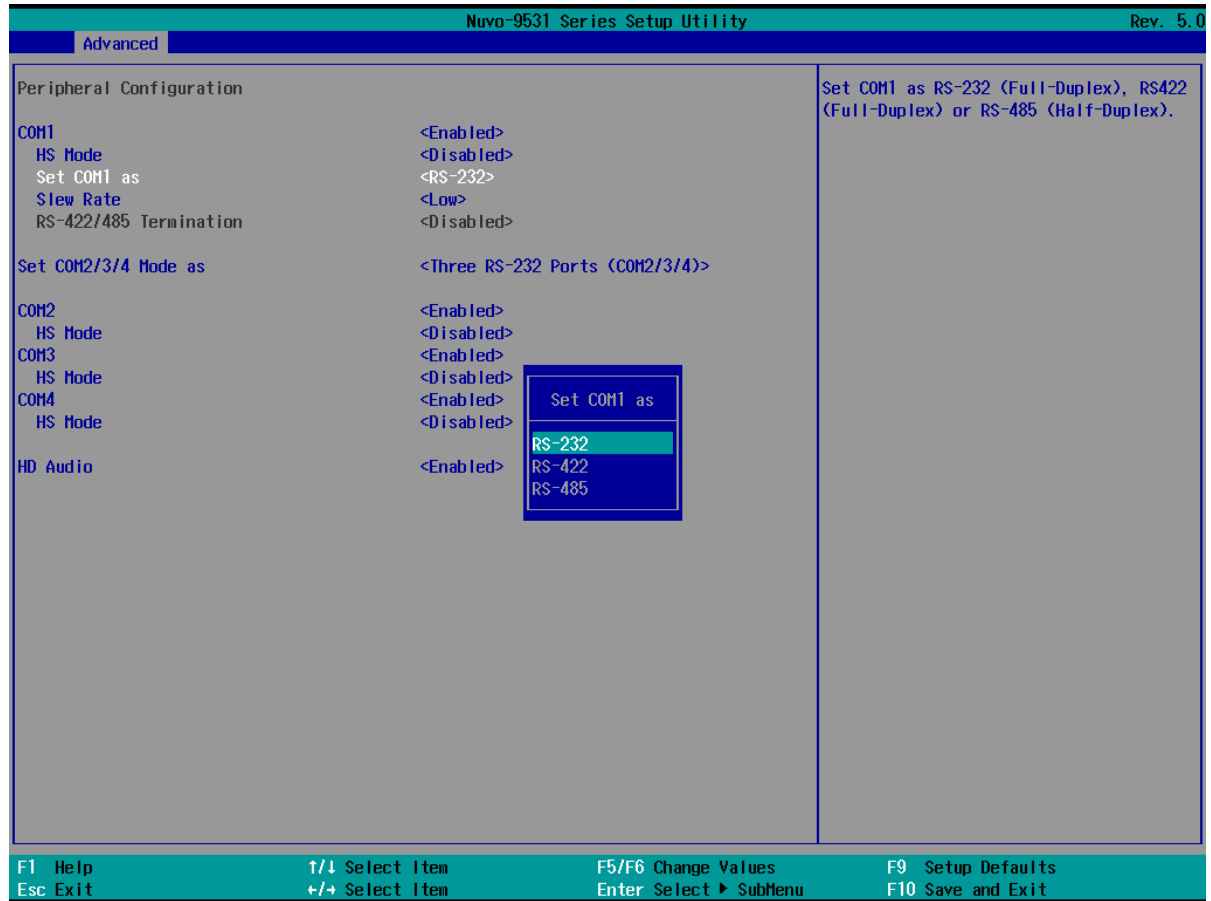 Nuvo-9531 Series Setup Utility Rev. 5.0
Advanced
Peripheral Configuration
COM1 <Enabled>
HS Mode <Disabled>
Set COM1 as <RS-232>
Slew Rate <Low>
RS-422/485 Termination <Disabled>
Set COM2/3/4 Mode as <Three RS-232 Ports (COM2/3/4)>
COM2 <Enabled>
HS Mode <Disabled>
COM3 <Enabled>
HS Mode <Disabled>
COM4 <Enabled>
HS Mode <Disabled>
HD Audio <Enabled>
Set COM1 as
RS-232
RS-422
RS-485
Set COM1 as RS-232 (Full-Duplex), RS422
(Full-Duplex) or RS-485 (Half-Duplex).
F1 Help ↑/↓ Select Item F5/F6 Change Values F9 Setup Defaults
Esc Exit ←/→ Select Item Enter Select ▶ SubMenu F10 Save and Exit